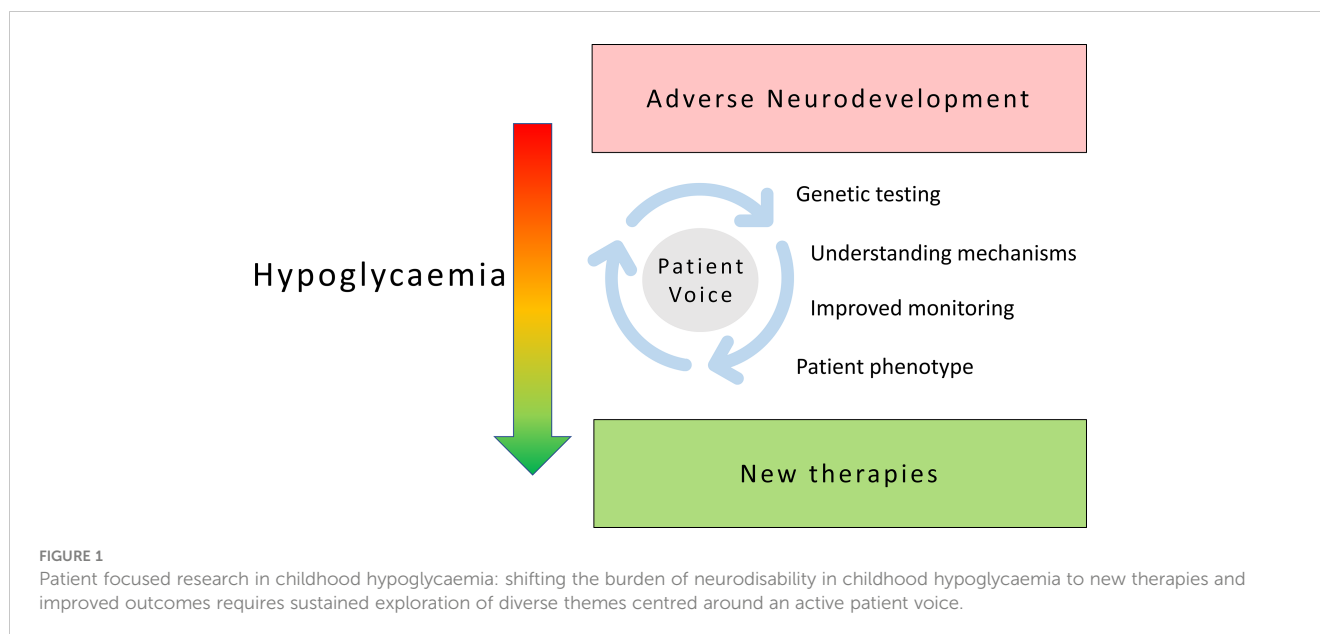 Adverse Neurodevelopment
Hypoglycaemia
Patient
Voice
Genetic testing
Understanding mechanisms
Improved monitoring
Patient phenotype
New therapies
FIGURE 1
Patient focused research in childhood hypoglycaemia: shifting the burden of neurodisability in childhood hypoglycaemia to new therapies and
improved outcomes requires sustained exploration of diverse themes centred around an active patient voice.